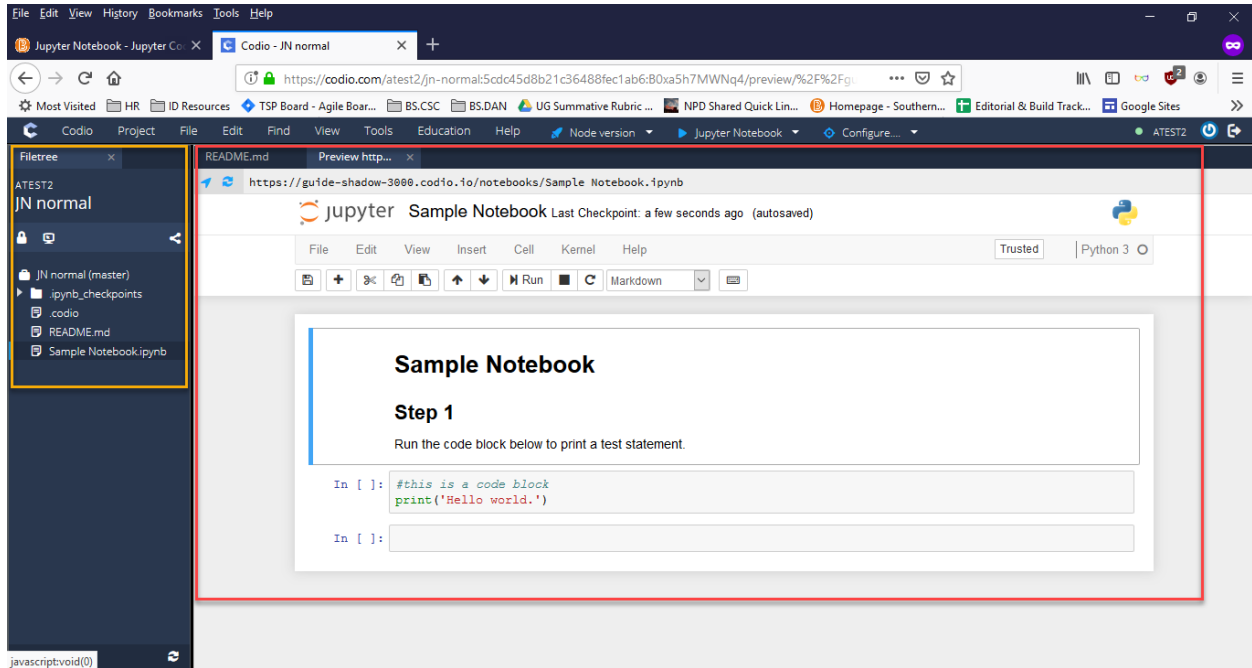 File Edit View History Bookmarks Tools Help
Jupyter Notebook - Jupyter Co
Codio - JN normal
https://codio.com/atest2/jn-normal:5cdc45d8b21c36488fec1ab6:B0xa5h7MWNq4/preview/%2F%2Fgu
2
Most Visited HR ID Resources TSP Board - Agile Boar... BS.CSC BS.DAN UG Summative Rubric ... NPD Shared Quick Lin... Homepage - Southern... Editorial & Build Track... Google Sites
Codio Project File Edit Find View Tools Education Help Node version Jupyter Notebook Configure.... ATEST2
Filetree
README.md Preview http...
ATEST2
JN normal
https://guide-shadow-3000.codio.io/notebooks/Sample Notebook.ipynb
jupyter Sample Notebook Last Checkpoint: a few seconds ago (autosaved)
File Edit View Insert Cell Kernel Help Trusted Python 3
Run Markdown
JN normal (master)
.ipynb_checkpoints
.codio
README.md
Sample Notebook.ipynb
Sample Notebook
Step 1
Run the code block below to print a test statement.
In [ ]: #this is a code block
print('Hello world.')
In [ ]:
javascript:void(0)